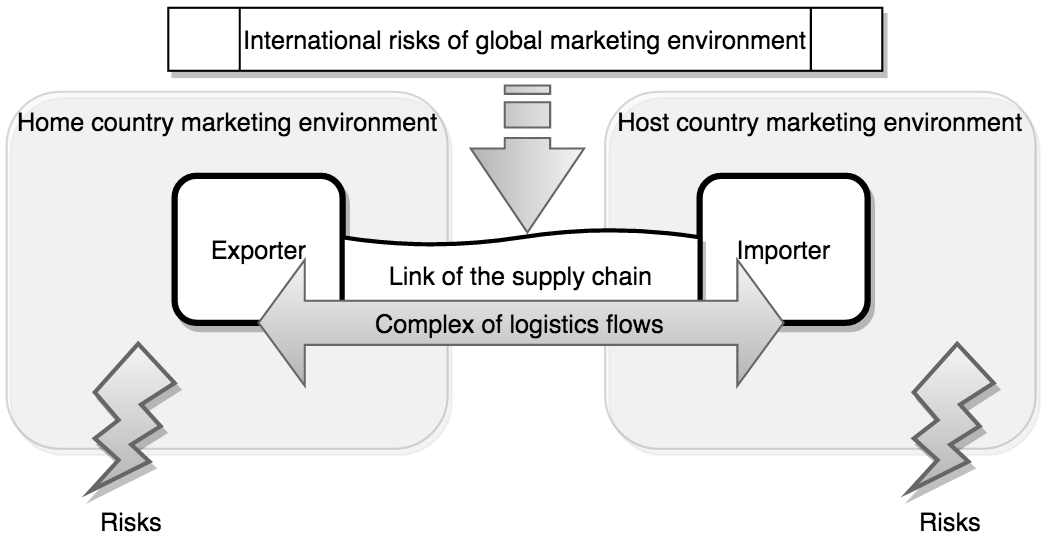 International risks of global marketing environment
Home country marketing environment
Host country marketing environment
Exporter
Importer
Link of the supply chain
Complex of logistics flows
Risks
Risks